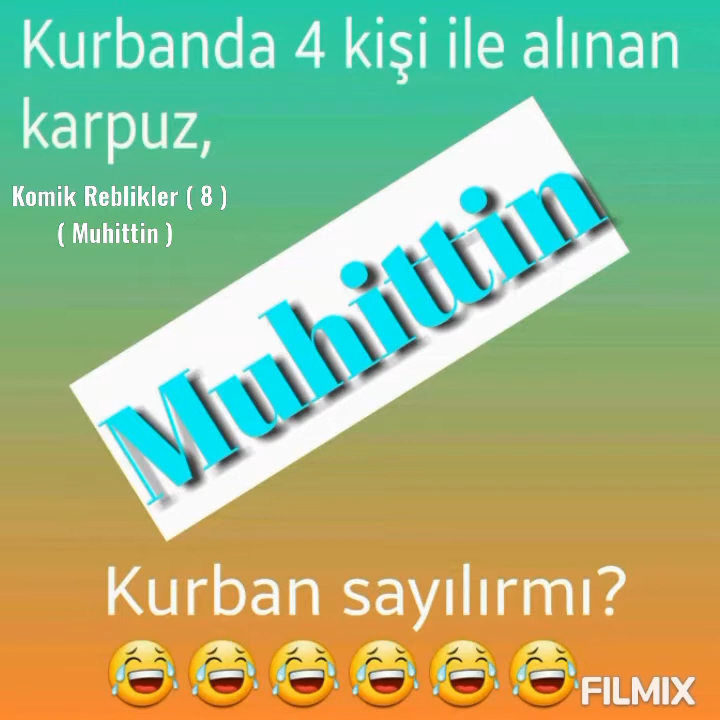 Kurbanda 4 kişi ile alınan
karpuz,
Komik Reblikler ( 8 )
( Muhittin )
Muhittin
Kurban sayılırmı?
FILMIX